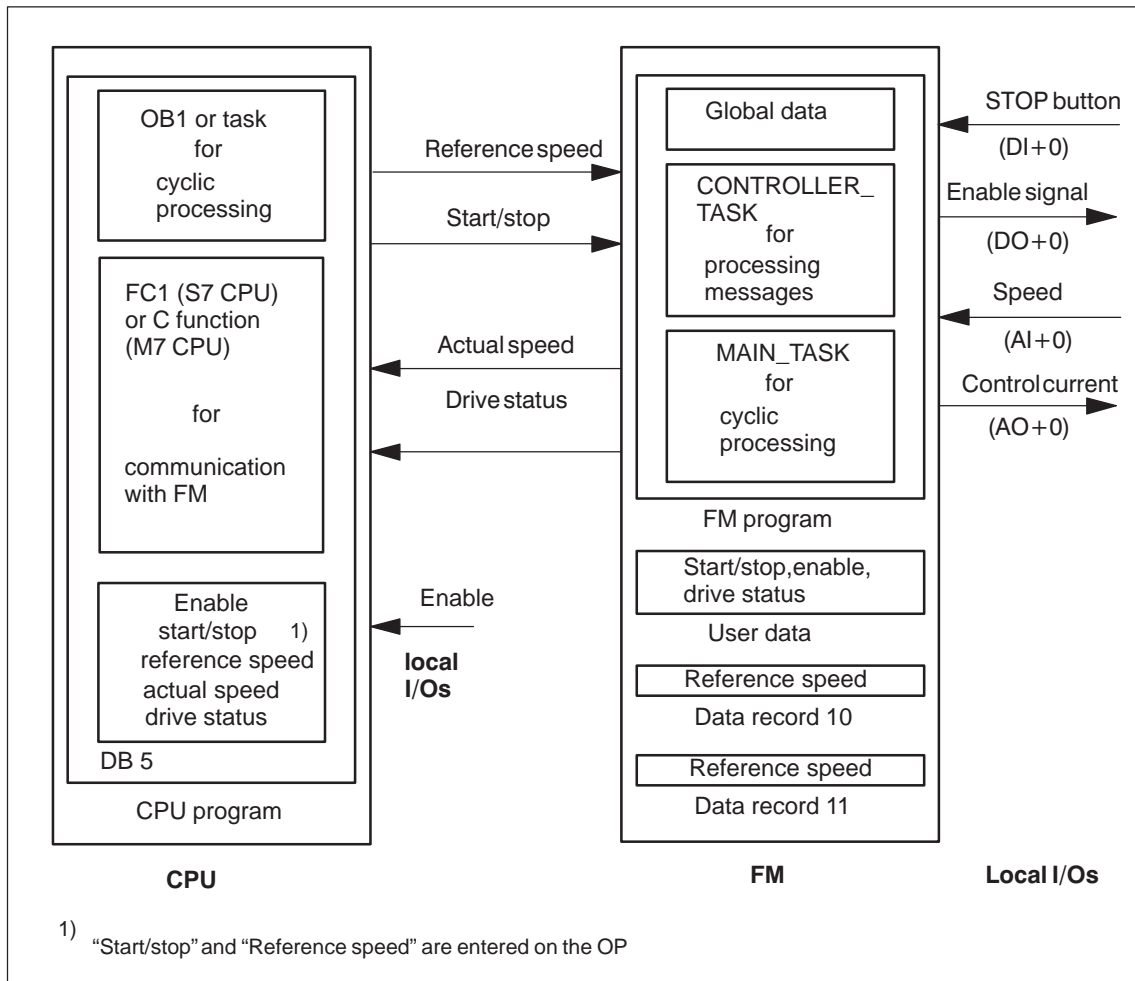 OB1 or task
for
cyclic
processing
FC1 (S7 CPU)
or C function
(M7 CPU)
for
communication
with FM
Enable
start/stop 1)
reference speed
actual speed
drive status
DB 5
CPU program
CPU
Reference speed
Start/stop
Actual speed
Drive status
Enable
local
I/Os
Global data
CONTROLLER_
TASK
for
processing
messages
MAIN_TASK
for
cyclic
processing
FM program
Start/stop,enable,
drive status
User data
Reference speed
Data record 10
Reference speed
Data record 11
FM
STOP button
(DI+0)
Enable signal
(DO+0)
Speed
(AI+0)
Control current
(AO+0)
Local I/Os
1)
“Start/stop” and “Reference speed” are entered on the OP